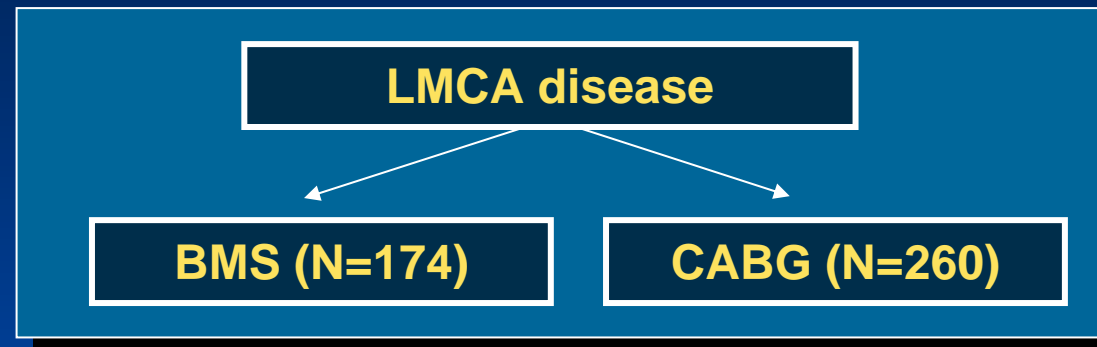 LMCA disease
BMS (N=174)
CABG (N=260)